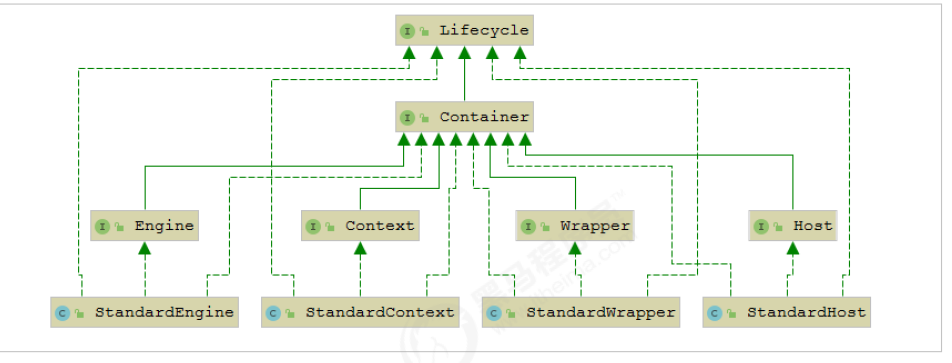 I Lifecycle
I Container
I Engine I Context I Wrapper I Host
C StandardEngine C StandardContext C StandardWrapper C StandardHost